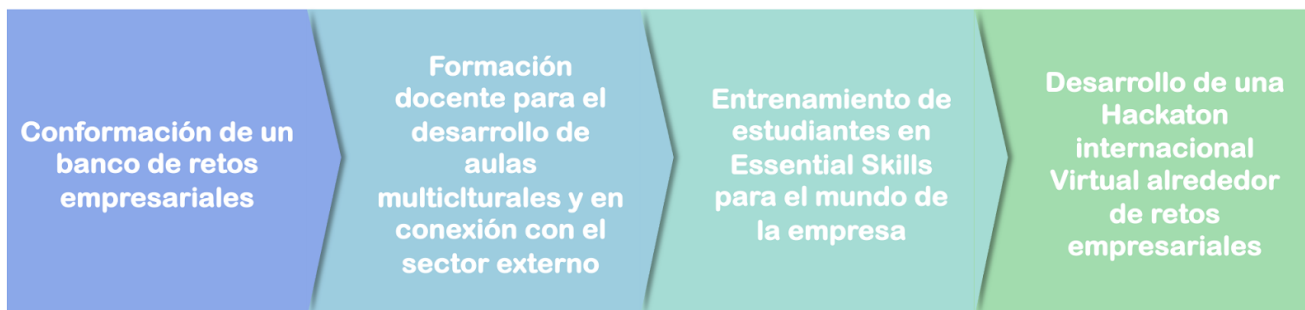 Conformación de un
banco de retos
empresariales
Formación
docente para el
desarrollo de
aulas
multiclturales y en
conexión con el
sector externo
Entrenamiento de
estudiantes en
Essential Skills
para el mundo de
la empresa
Desarrollo de una
Hackaton
internacional
Virtual alrededor
de retos
empresariales